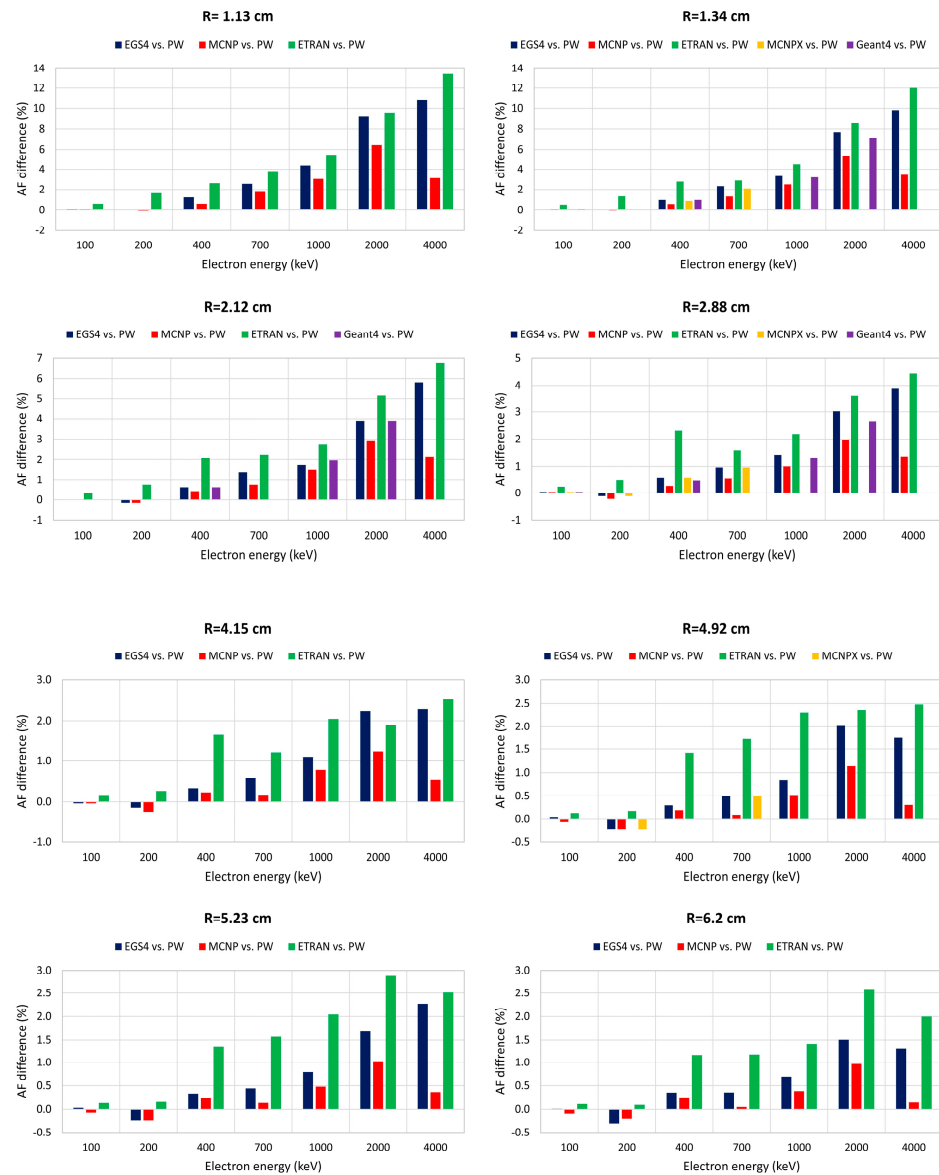 R= 1.13 cm
EGS4 vs. PW MCNP vs. PW ETRAN vs. PW
14
12
10
8
6
4
2
0
-2
AF difference (%)
100 200 400 700 1000 2000 4000
Electron energy (keV)
R=1.34 cm
EGS4 vs. PW MCNP vs. PW ETRAN vs. PW MCNPX vs. PW Geant4 vs. PW
14
12
10
8
6
4
2
0
-2
AF difference (%)
100 200 400 700 1000 2000 4000
Electron energy (keV)
R=2.12 cm
EGS4 vs. PW MCNP vs. PW ETRAN vs. PW Geant4 vs. PW
7
6
5
4
3
2
1
0
-1
AF difference (%)
100 200 400 700 1000 2000 4000
Electron energy (keV)
R=2.88 cm
EGS4 vs. PW MCNP vs. PW ETRAN vs. PW MCNPX vs. PW Geant4 vs. PW
5
4
3
2
1
0
-1
AF difference (%)
100 200 400 700 1000 2000 4000
Electron energy (keV)
R=4.15 cm
EGS4 vs. PW MCNP vs. PW ETRAN vs. PW
3.0
2.0
1.0
0.0
-1.0
AF difference (%)
100 200 400 700 1000 2000 4000
Electron energy (keV)
R=4.92 cm
EGS4 vs. PW MCNP vs. PW ETRAN vs. PW MCNPX vs. PW
3.0
2.5
2.0
1.5
1.0
0.5
0.0
-0.5
AF difference (%)
100 200 400 700 1000 2000 4000
Electron energy (keV)
R=5.23 cm
EGS4 vs. PW MCNP vs. PW ETRAN vs. PW
3.0
2.5
2.0
1.5
1.0
0.5
0.0
-0.5
AF difference (%)
100 200 400 700 1000 2000 4000
Electron energy (keV)
R=6.2 cm
EGS4 vs. PW MCNP vs. PW ETRAN vs. PW
3.0
2.5
2.0
1.5
1.0
0.5
0.0
-0.5
AF difference (%)
100 200 400 700 1000 2000 4000
Electron energy (keV)